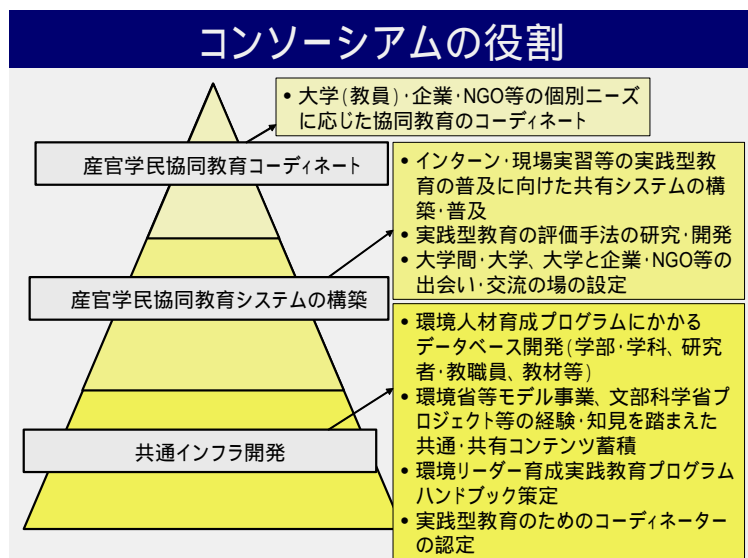 コンソーシアムの役割
• 大学(教員)・企業・NGO等の個別ニーズ
に応じた協同教育のコーディネート
産官学民協同教育コーディネート
• インターン・現場実習等の実践型教
育の普及に向けた共有システムの構
築・普及
• 実践型教育の評価手法の研究・開発
• 大学間・大学、大学と企業・NGO等の
出会い・交流の場の設定
産官学民協同教育システムの構築
• 環境人材育成プログラムにかかる
データベース開発(学部・学科、研究
者・教職員、教材等)
• 環境省等モデル事業、文部科学省プ
ロジェクト等の経験・知見を踏まえた
共通・共有コンテンツ蓄積
• 環境リーダー育成実践教育プログラム
ハンドブック策定
• 実践型教育のためのコーディネーター
の認定
共通インフラ開発